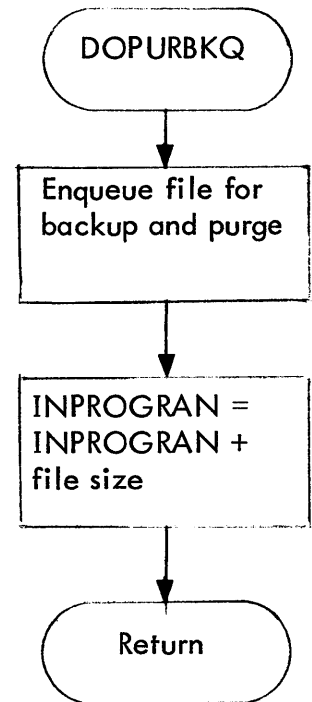 DOPURBKQ
Enqueue file for
backup and purge
INPROGRAN =
INPROGRAN +
file size
Return